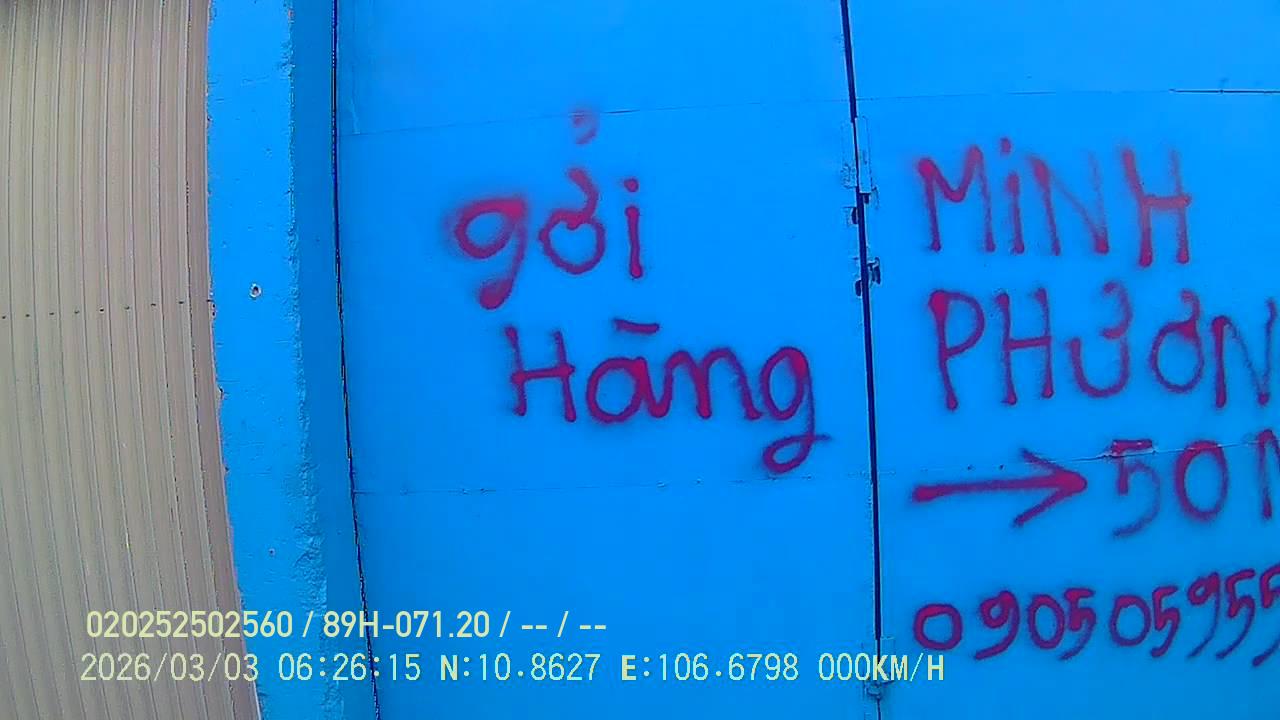 gởi
Hàng
MiNH
PHƯƠN
→ 50
090505955
020252502560 / 89H-071.20 / -- / --
2026/03/03 06:26:15 N:10.8627 E:106.6798 000KM/H